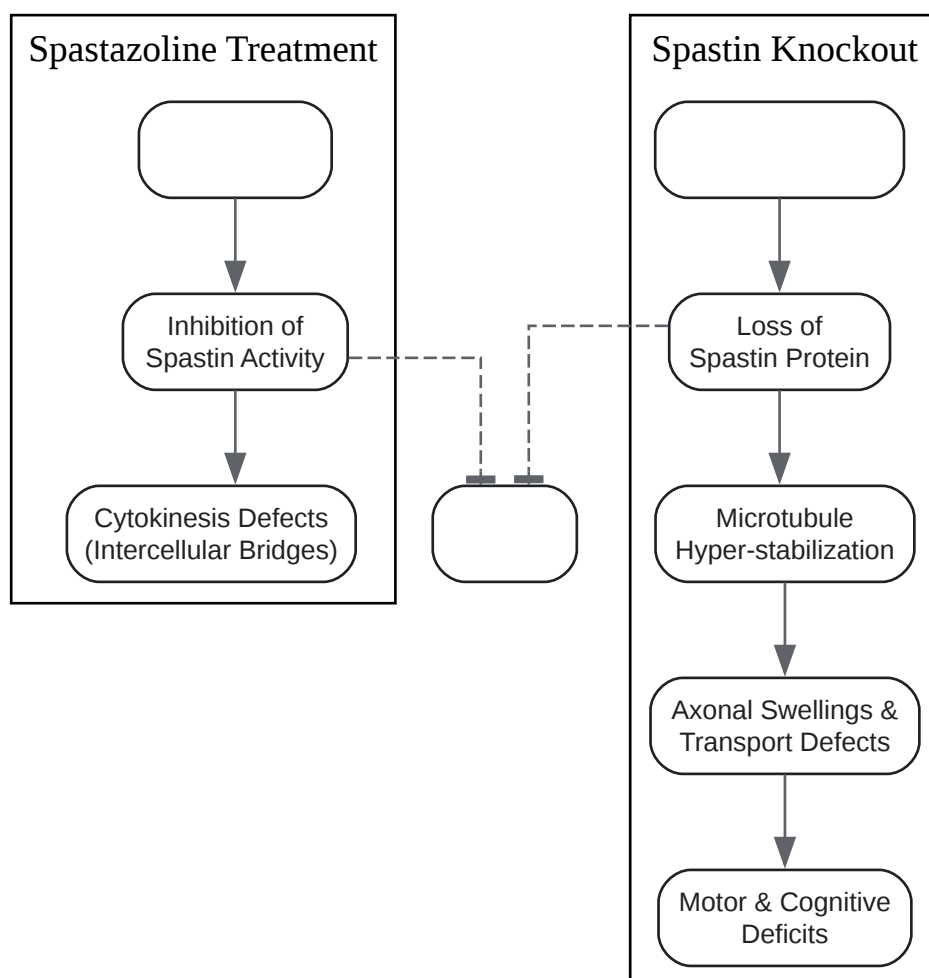 Spastazoline Treatment
Inhibition of
Spastin Activity
Cytokinesis Defects
(Intercellular Bridges)
Spastin Knockout
Loss of
Spastin Protein
Microtubule
Hyper-stabilization
Axonal Swellings &
Transport Defects
Motor & Cognitive
Deficits